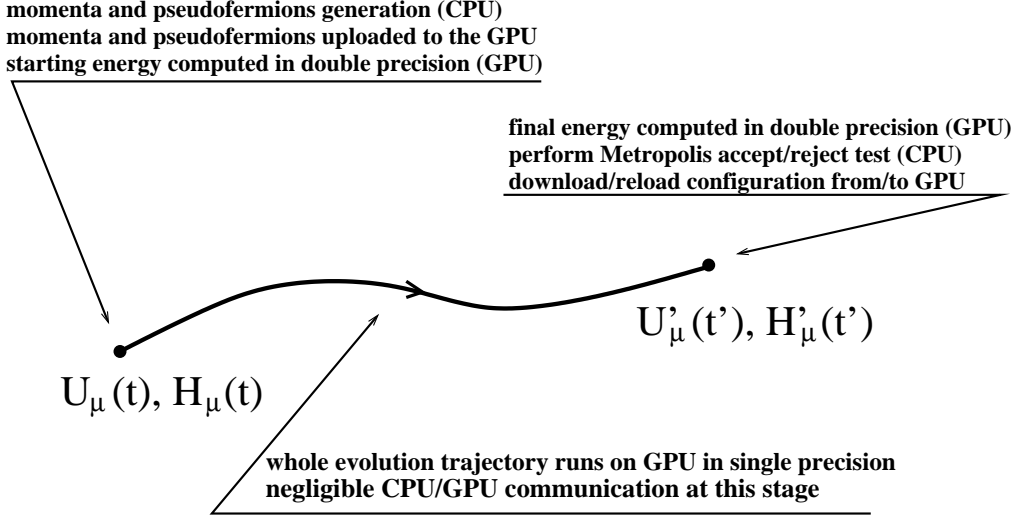 momenta and pseudofermions generation (CPU)
momenta and pseudofermions uploaded to the GPU
starting energy computed in double precision (GPU)
final energy computed in double precision (GPU)
perform Metropolis accept/reject test (CPU)
download/reload configuration from/to GPU
U'μ(t'), H'μ(t')
Uμ(t), Hμ(t)
whole evolution trajectory runs on GPU in single precision
negligible CPU/GPU communication at this stage